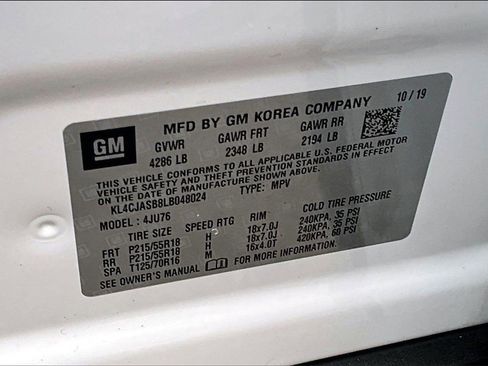 GM
MFD BY GM KOREA COMPANY 10/19
GVWR GAWR FRT GAWR RR
4286 LB 2348 LB 2194 LB
THIS VEHICLE CONFORMS TO ALL APPLICABLE U.S. FEDERAL MOTOR
VEHICLE SAFETY AND THEFT PREVENTION STANDARDS IN EFFECT
ON THE DATE OF MANUFACTURE SHOWN ABOVE.
KL4CJASB8LB048024 TYPE: MPV
MODEL: 4JU76
TIRE SIZE SPEED RTG RIM COLD TIRE PRESSURE
FRT P215/55R18 H 18x7.0J 240KPA, 35 PSI
RR P215/55R18 H 18x7.0J 240KPA, 35 PSI
SPA T125/70R16 M 16x4.0T 420KPA, 60 PSI
SEE OWNER'S MANUAL FOR MORE INFORMATION.